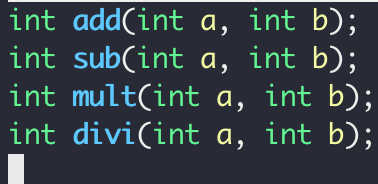 int add(int a, int b);
int sub(int a, int b);
int mult(int a, int b);
int divi(int a, int b);